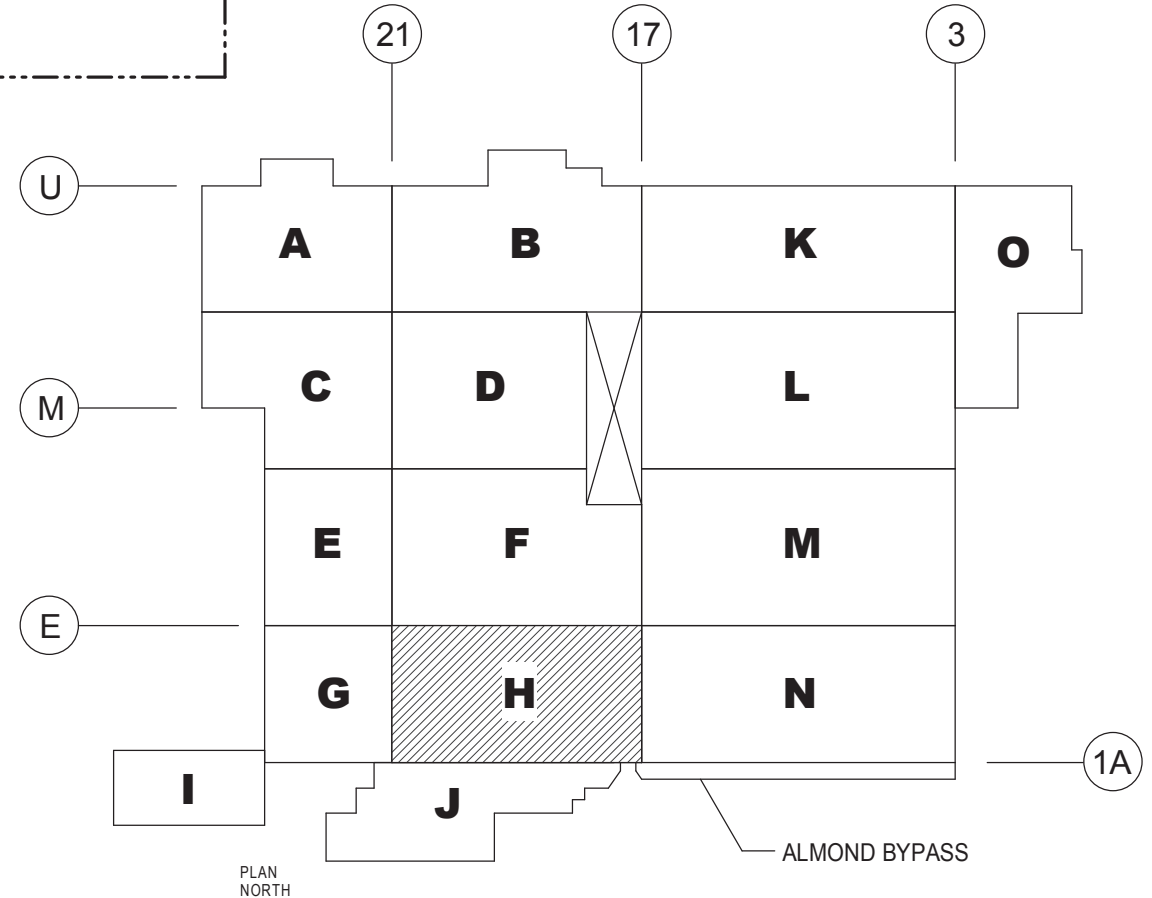 21 17 3
U
A B K O
M
C D L
E F M
E
G H N
1A
I J
ALMOND BYPASS
PLAN
NORTH